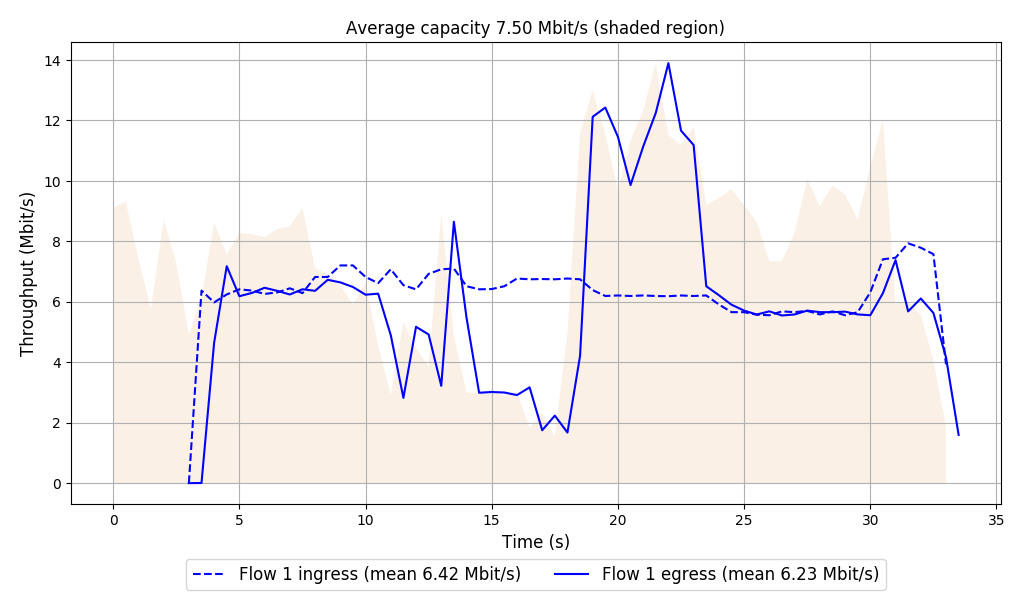 Average capacity 7.50 Mbit/s (shaded region)
Throughput (Mbit/s)
14
12
10
8
6
4
2
0
0 5 10 15 20 25 30 35
Time (s)
Flow 1 ingress (mean 6.42 Mbit/s) Flow 1 egress (mean 6.23 Mbit/s)